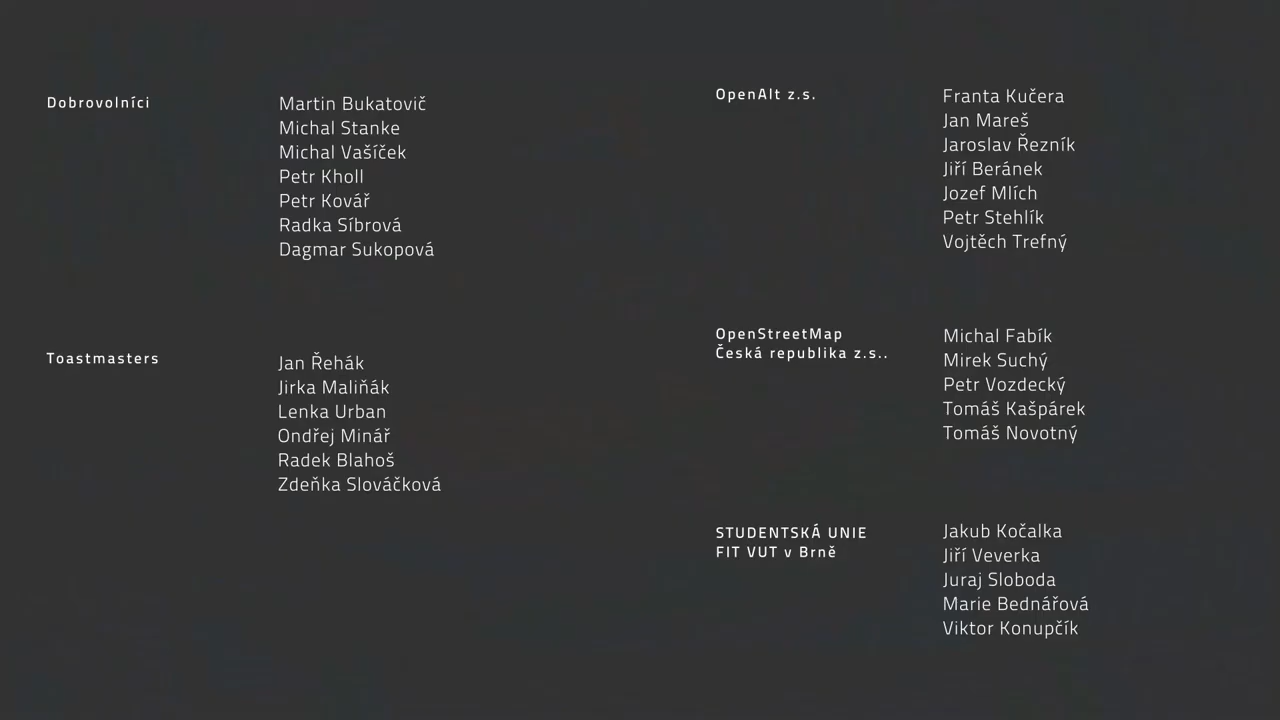 Dobrovolníci
Martin Bukatovič
Michal Stanke
Michal Vašíček
Petr Kholl
Petr Kovář
Radka Síbrová
Dagmar Sukopová
Toastmasters
Jan Řehák
Jirka Maliňák
Lenka Urban
Ondřej Minář
Radek Blahoš
Zdeňka Slováčková
OpenAlt z.s.
Franta Kučera
Jan Mareš
Jaroslav Řezník
Jiří Beránek
Jozef Mlích
Petr Stehlík
Vojtěch Trefný
OpenStreetMap
Česká republika z.s..
Michal Fabík
Mirek Suchý
Petr Vozdecký
Tomáš Kašpárek
Tomáš Novotný
STUDENTSKÁ UNIE
FIT VUT v Brně
Jakub Kočalka
Jiří Veverka
Juraj Sloboda
Marie Bednářová
Viktor Konupčík